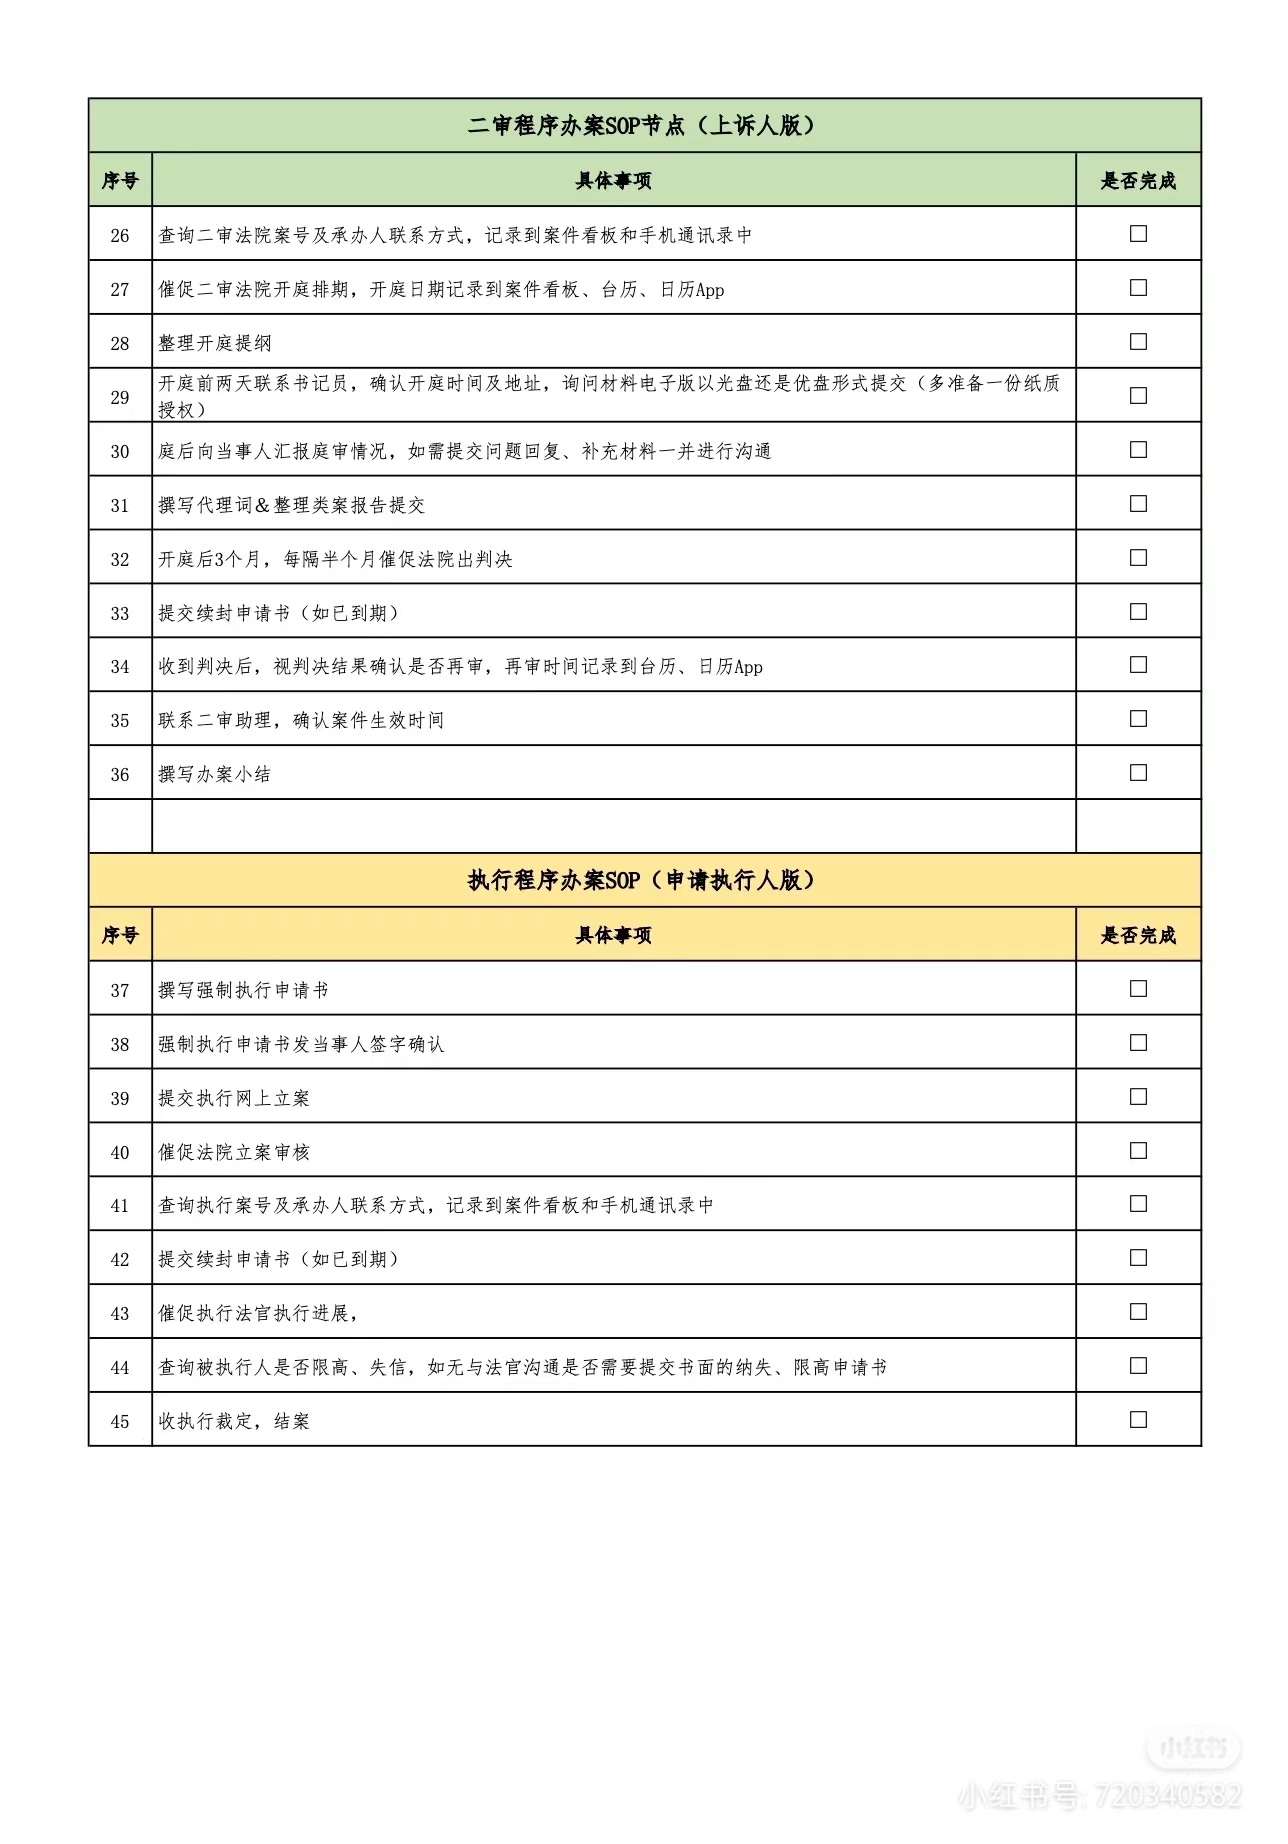 二审程序办案SOP节点（上诉人版）
序号 具体事项 是否完成
26 查询二审法院案号及承办人联系方式，记录到案件看板和手机通讯录中 □
27 催促二审法院开庭排期，开庭日期记录到案件看板、台历、日历App □
28 整理开庭提纲 □
29 开庭前两天联系书记员，确认开庭时间及地址，询问材料电子版以光盘还是优盘形式提交（多准备一份纸质 □
授权）
30 庭后向当事人汇报庭审情况，如需提交问题回复、补充材料一并进行沟通 □
31 撰写代理词&整理类案报告提交 □
32 开庭后3个月，每隔半个月催促法院出判决 □
33 提交续封申请书（如已到期） □
34 收到判决后，视判决结果确认是否再审，再审时间记录到台历、日历App □
35 联系二审助理，确认案件生效时间 □
36 撰写办案小结 □
执行程序办案SOP（申请执行人版）
序号 具体事项 是否完成
37 撰写强制执行申请书 □
38 强制执行申请书发当事人签字确认 □
39 提交执行网上立案 □
40 催促法院立案审核 □
41 查询执行案号及承办人联系方式，记录到案件看板和手机通讯录中 □
42 提交续封申请书（如已到期） □
43 催促执行法官执行进展， □
44 查询被执行人是否限高、失信，如无与法官沟通是否需要提交书面的纳失、限高申请书 □
45 收执行裁定，结案 □
小红书
小红书号: 720340582